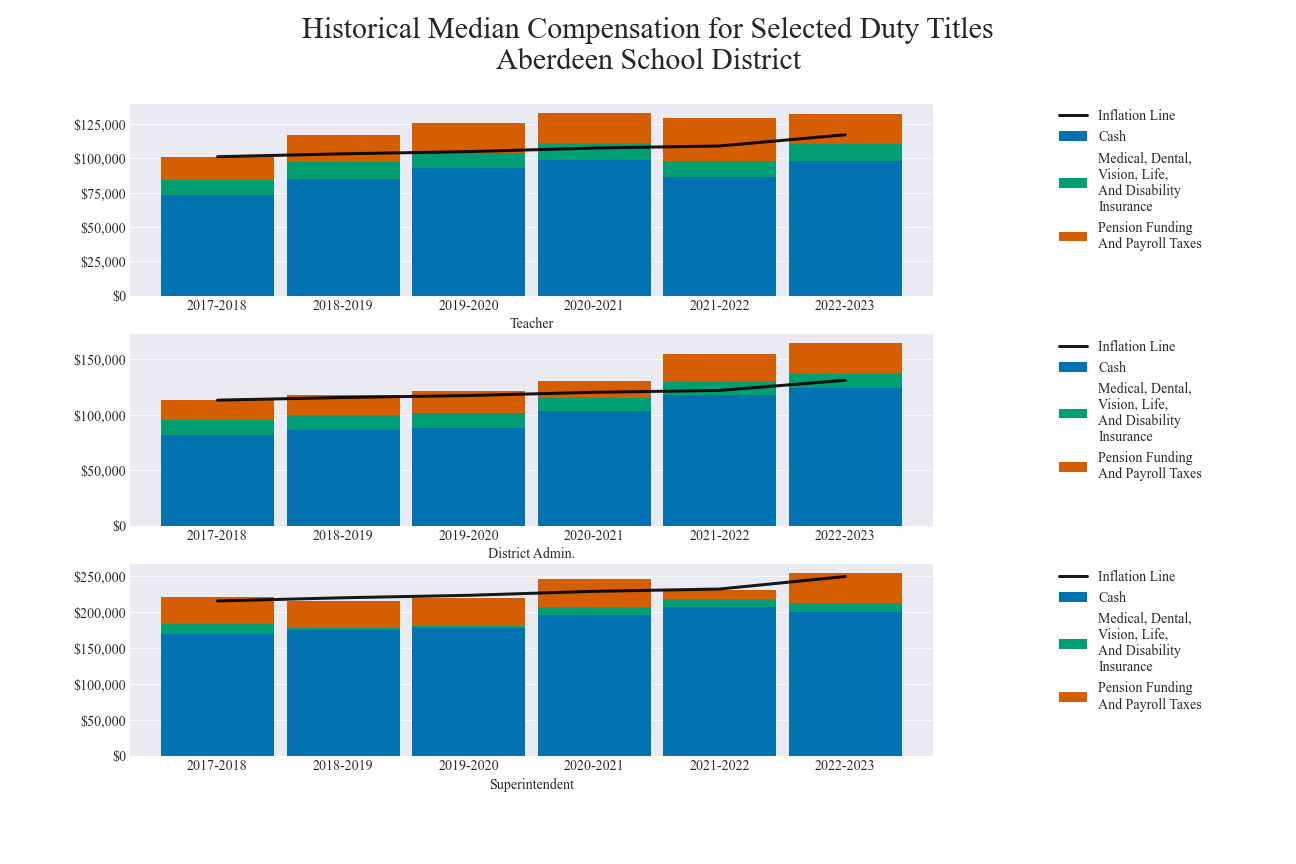 Historical Median Compensation for Selected Duty Titles
Aberdeen School District
$125,000
$100,000
$75,000
$50,000
$25,000
$0
2017-2018 2018-2019 2019-2020 2020-2021 2021-2022 2022-2023
Teacher
Inflation Line
Cash
Medical, Dental,
Vision, Life,
And Disability
Insurance
Pension Funding
And Payroll Taxes
$150,000
$100,000
$50,000
$0
2017-2018 2018-2019 2019-2020 2020-2021 2021-2022 2022-2023
District Admin.
Inflation Line
Cash
Medical, Dental,
Vision, Life,
And Disability
Insurance
Pension Funding
And Payroll Taxes
$250,000
$200,000
$150,000
$100,000
$50,000
$0
2017-2018 2018-2019 2019-2020 2020-2021 2021-2022 2022-2023
Superintendent
Inflation Line
Cash
Medical, Dental,
Vision, Life,
And Disability
Insurance
Pension Funding
And Payroll Taxes